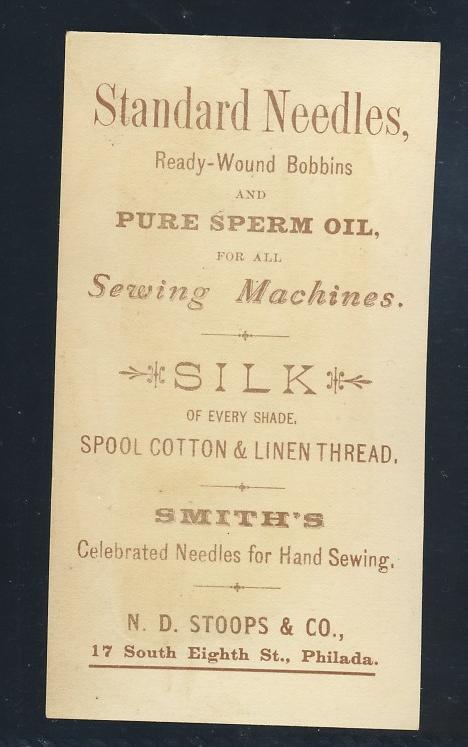 Standard Needles,
Ready-Wound Bobbins
AND
PURE SPERM OIL,
FOR ALL
Sewing Machines.
SILK
OF EVERY SHADE,
SPOOL COTTON & LINEN THREAD.
SMITH'S
Celebrated Needles for Hand Sewing.
N. D. STOOPS & CO.,
17 South Eighth St., Philada.